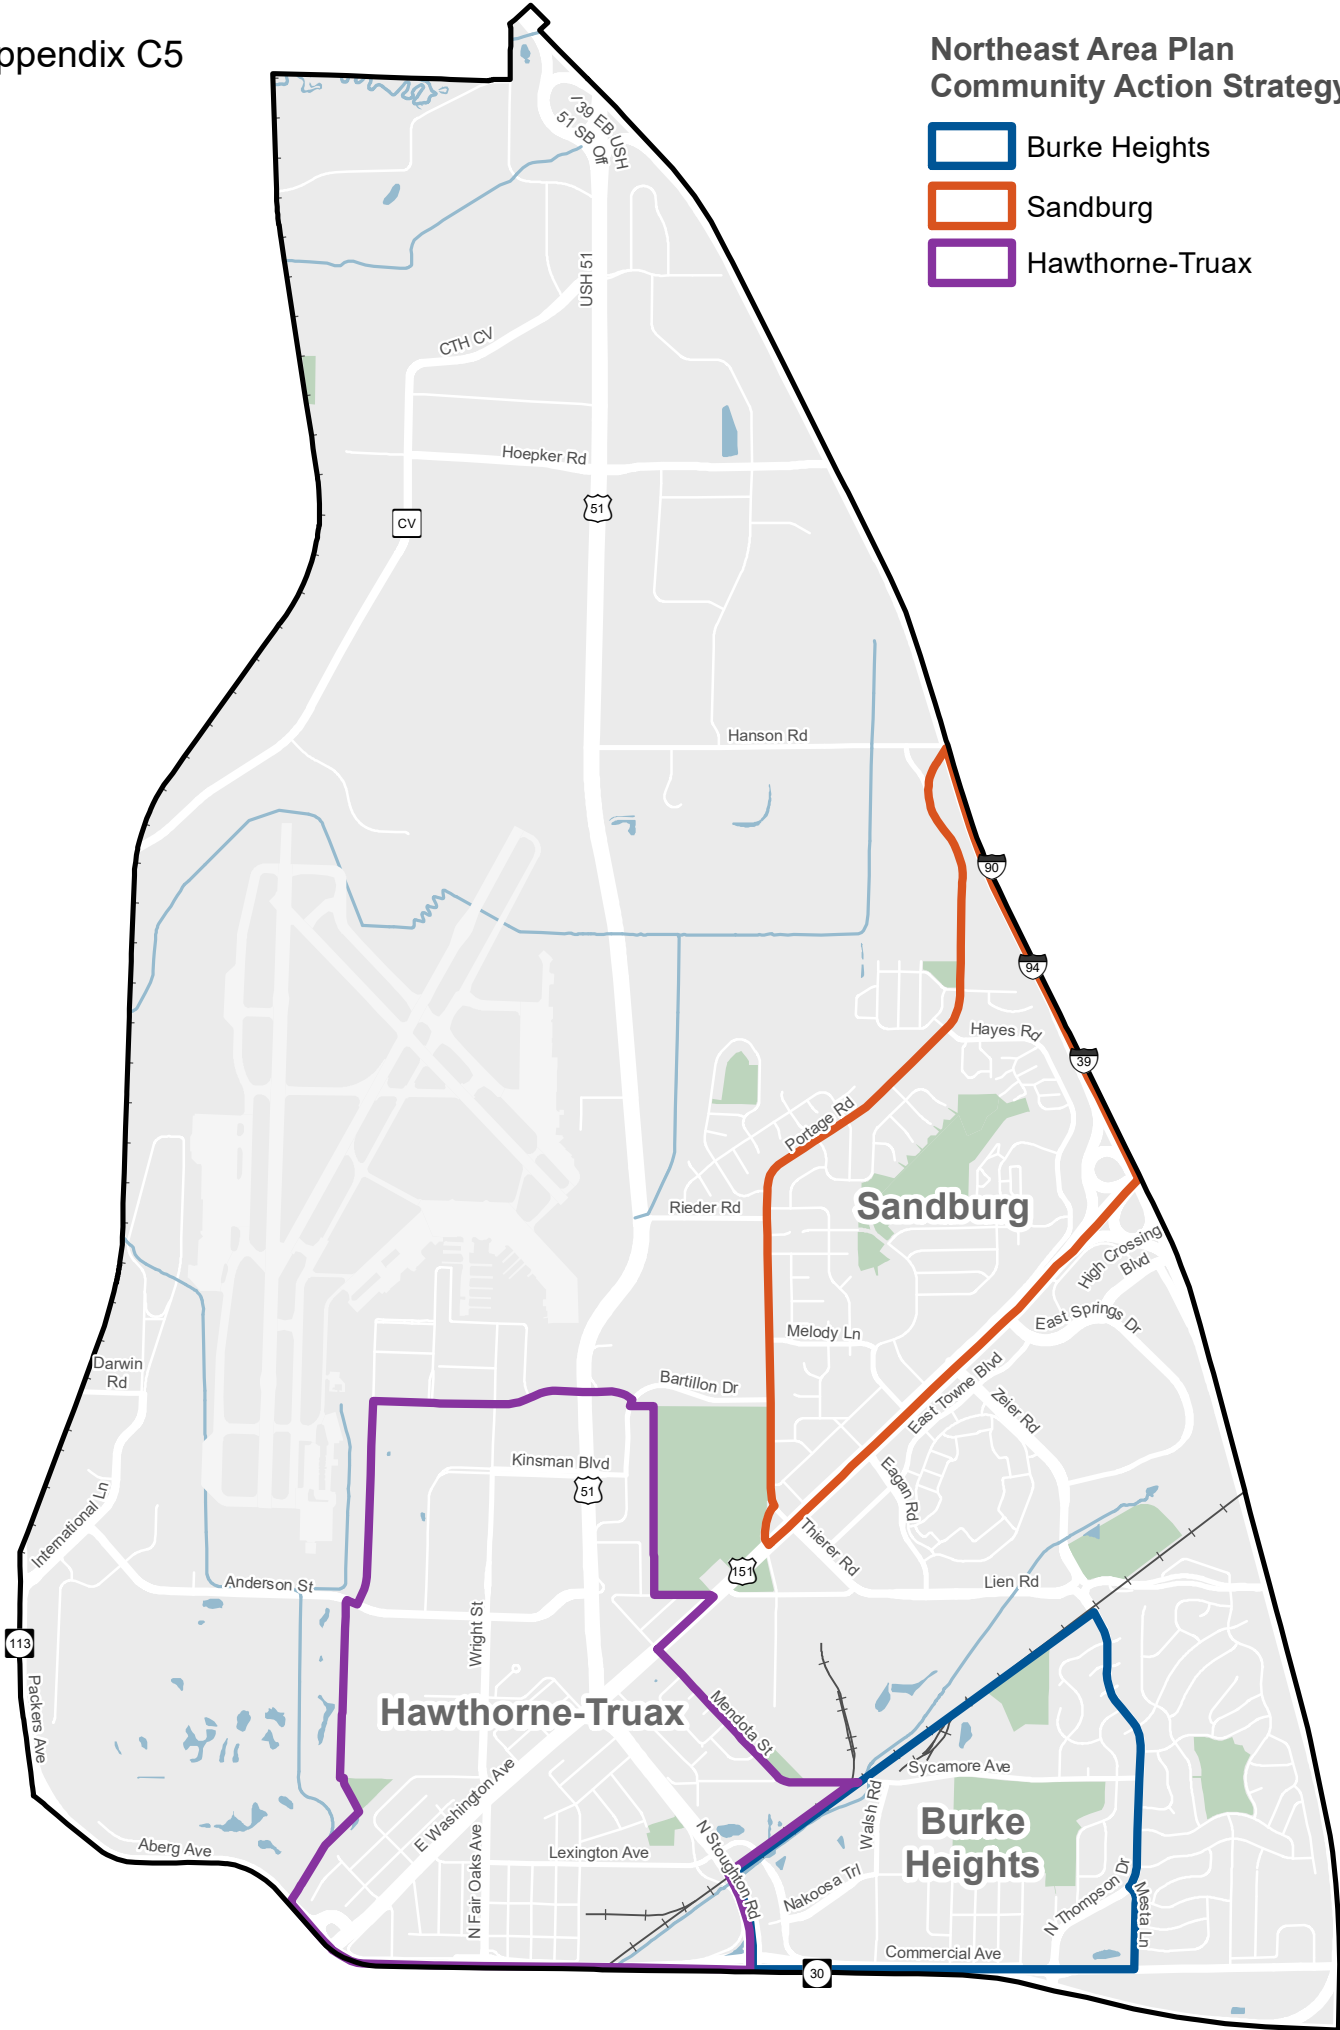 ppendix C5
Northeast Area Plan
Community Action Strategy
Burke Heights
Sandburg
Hawthorne-Truax
I 39 EB USH
51 SB Off
USH 51
CTH CV
Hoepker Rd
51
CV
Hanson Rd
90
94
Hayes Rd
39
Portage Rd
Rieder Rd
Sandburg
High Crossing
Blvd
East Springs Dr
Melody Ln
Darwin
Rd
Bartillon Dr
East Towne Blvd
Zeier Rd
Kinsman Blvd
51
Eagan Rd
International Ln
Thierer Rd
151
Anderson St
Lien Rd
Wright St
113
Packers Ave
Hawthorne-Truax
Mendota St
Sycamore Ave
E Washington Ave
Walsh Rd
Burke
Heights
Aberg Ave
N Fair Oaks Ave
Lexington Ave
N Stoughton Rd
Nakoosa Trl
N Thompson Dr
Mesta Ln
Commercial Ave
30